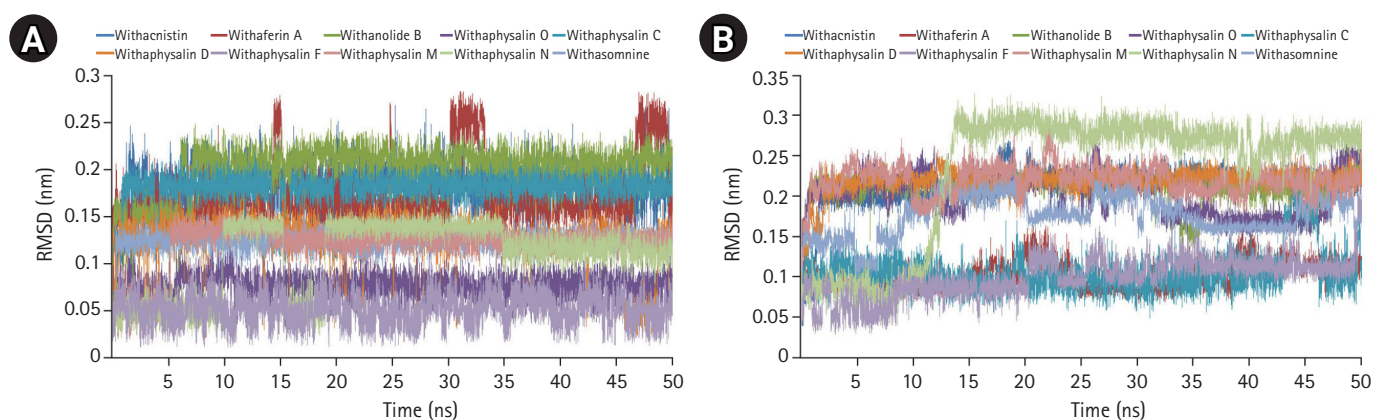 A
Withacnistin Withaferin A Withanolide B Withaphysalin O Withaphysalin C
Withaphysalin D Withaphysalin F Withaphysalin M Withaphysalin N Withasomnine
0.3
0.25
0.2
0.15
0.1
0.05
0
RMSD (nm)
5 10 15 20 25 30 35 40 45 50
Time (ns)
B
Withacnistin Withaferin A Withanolide B Withaphysalin O Withaphysalin C
Withaphysalin D Withaphysalin F Withaphysalin M Withaphysalin N Withasomnine
0.35
0.3
0.25
0.2
0.15
0.1
0.05
0
RMSD (nm)
5 10 15 20 25 30 35 40 45 50
Time (ns)